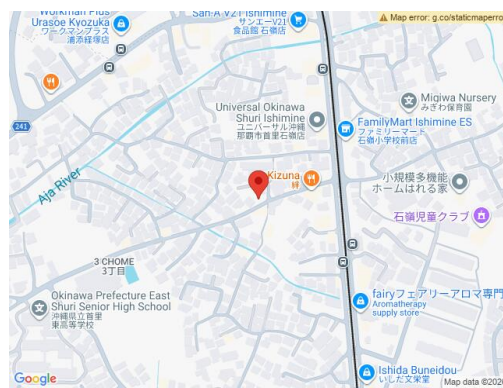 Workman Plus
Urasoe Kyozuka
ワークマンプラス
浦添経塚店
San-A V21 Ishimine
サンエーV21
食品館 石嶺店
Map error: g.co/staticmaperro
241
Universal Okinawa
Shuri Ishimine
ユニバーサル沖縄
那覇市首里石嶺店
Migiwa Nursery
みぎわ保育園
FamilyMart Ishimine ES
ファミリーマート
石嶺小学校前店
Aja River
Kizuna
絆
小規模多機能
ホームはれる家
石嶺児童クラブ
3 CHOME
3丁目
Okinawa Prefecture East
Shuri Senior High School
沖縄県立首里
東高等学校
fairyフェアリーアロマ専門
Aromatherapy
supply store
Ishida Buneidou
いしだ文栄堂
Google
Map data ©202